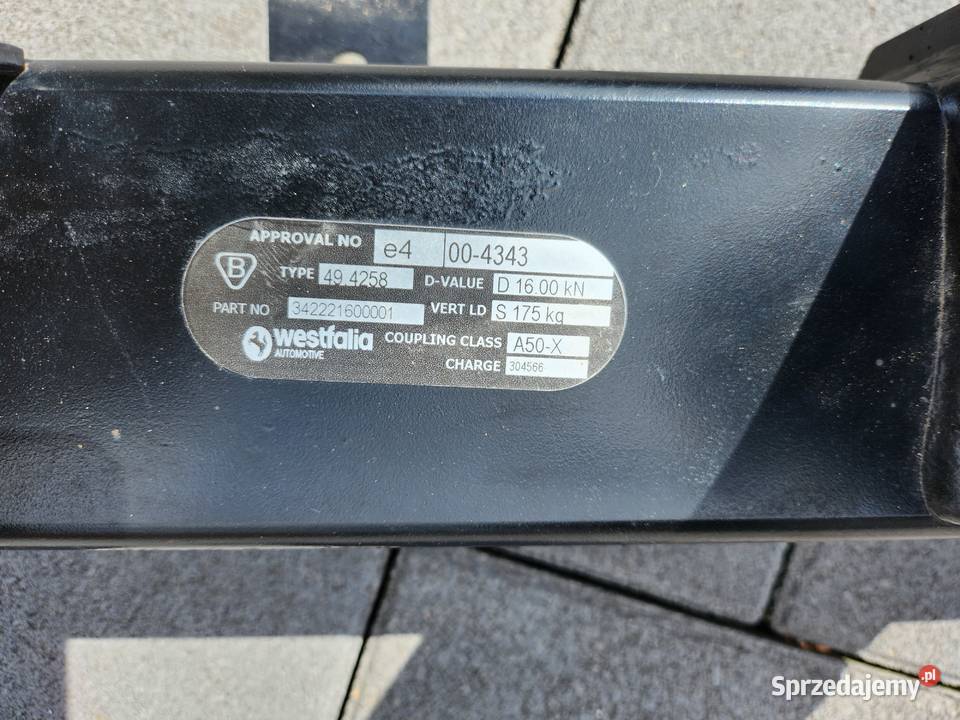 APPROVAL NO e4 00-4343
B TYPE 49.4258 D-VALUE D 16.00 kN
PART NO 342221600001 VERT LD S 175 kg
westfalia COUPLING CLASS A50-X
AUTOMOTIVE CHARGE 304566
Sprzedajemy.pl